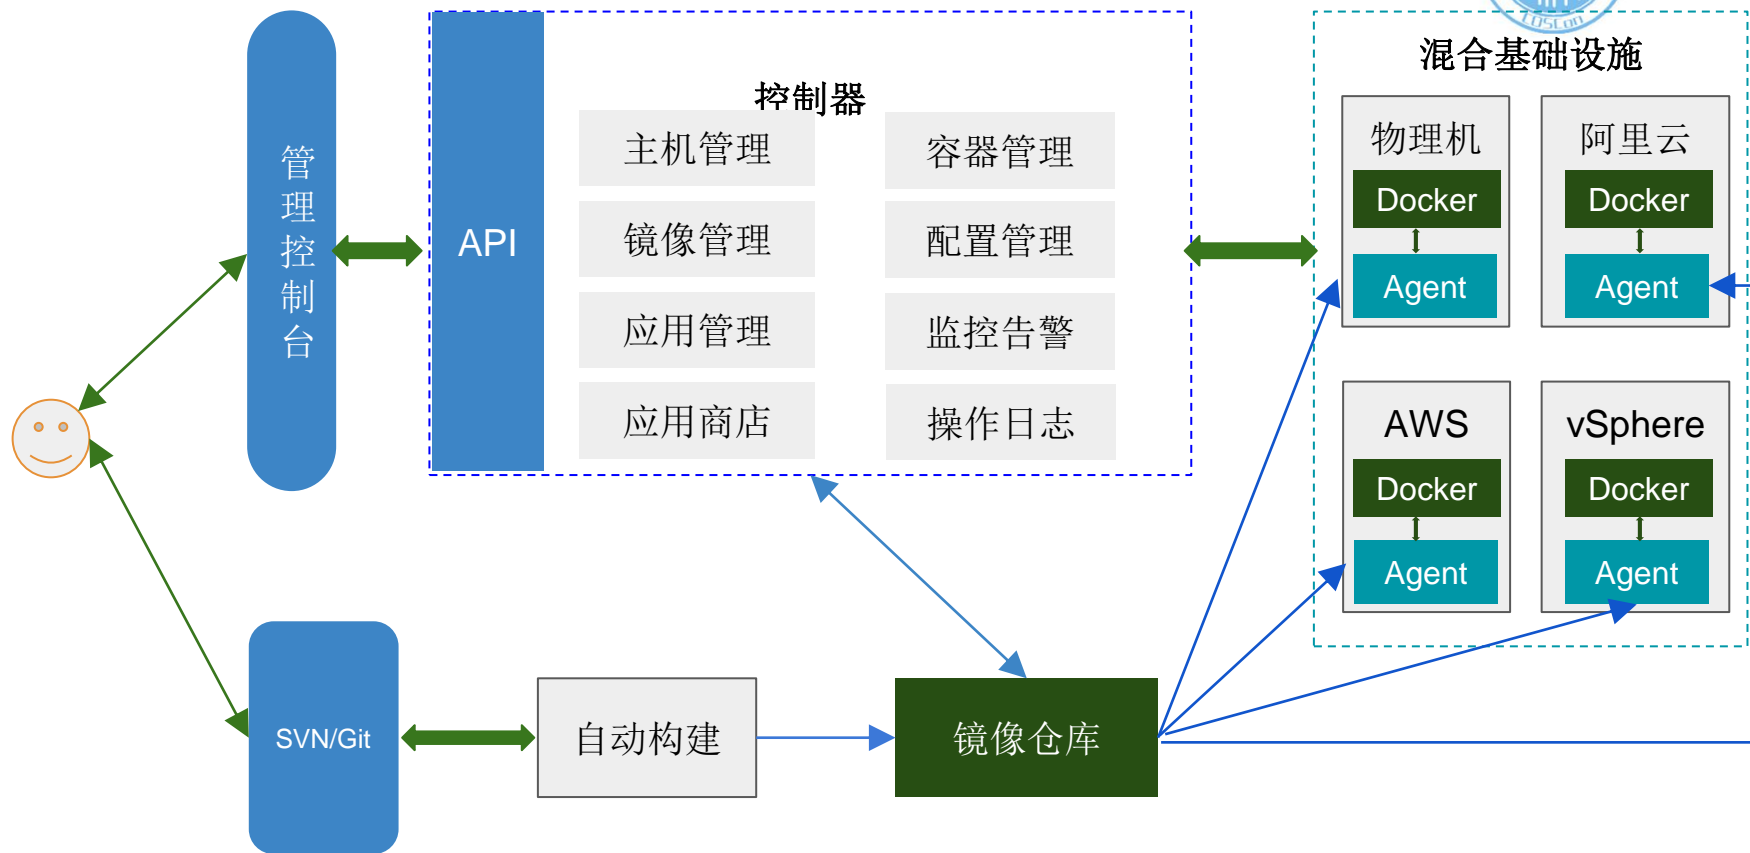 COSCon
管理控制台
API
控制器
主机管理
容器管理
镜像管理
配置管理
应用管理
监控告警
应用商店
操作日志
混合基础设施
物理机
Docker
Agent
阿里云
Docker
Agent
AWS
Docker
Agent
vSphere
Docker
Agent
SVN/Git
自动构建
镜像仓库